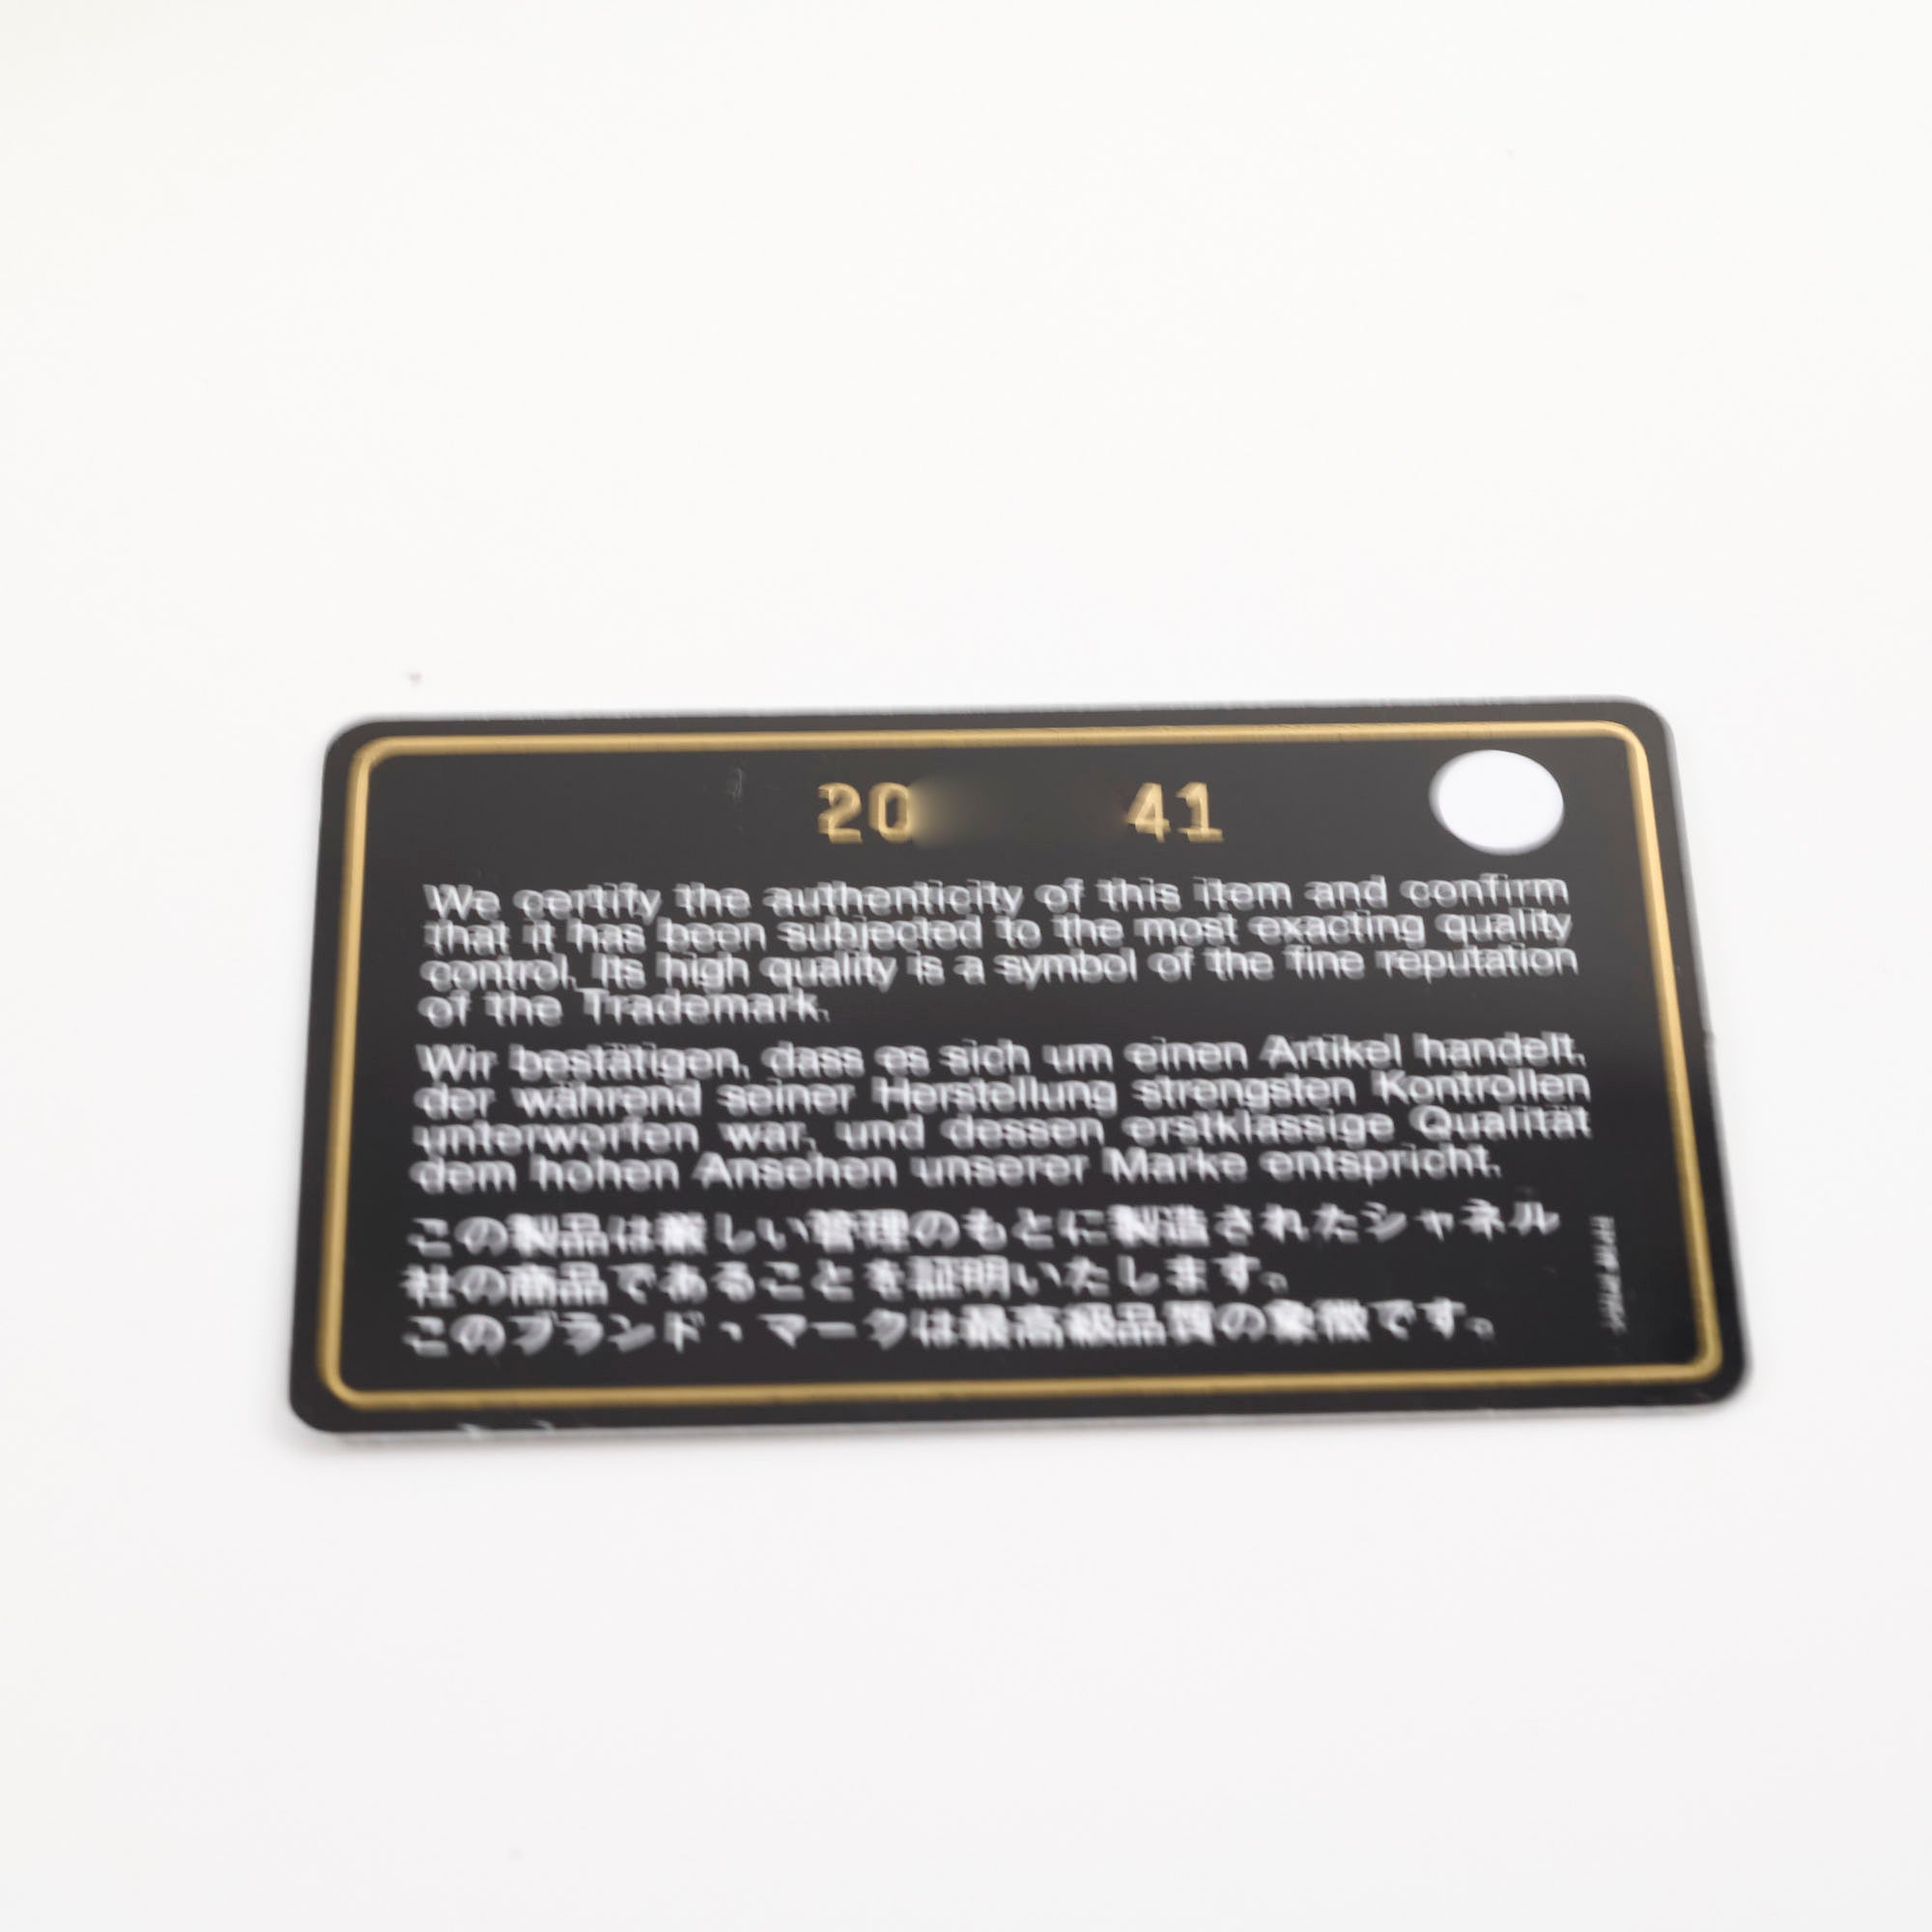 20 41
We certify the authenticity of this item and confirm
that it has been subjected to the most exacting quality
control. Its high quality is a symbol of the fine reputation
of the Trademark.
Wir bestätigen, dass es sich um einen Artikel handelt,
der während seiner Herstellung strengsten Kontrollen
unterworfen war, und dessen erstklassige Qualität
dem hohen Ansehen unserer Marke entspricht.
この製品は厳しい管理のもとに製造されたシャネル
社の商品であることを証明いたします。
このブランド・マークは最高級品質の象徴です。